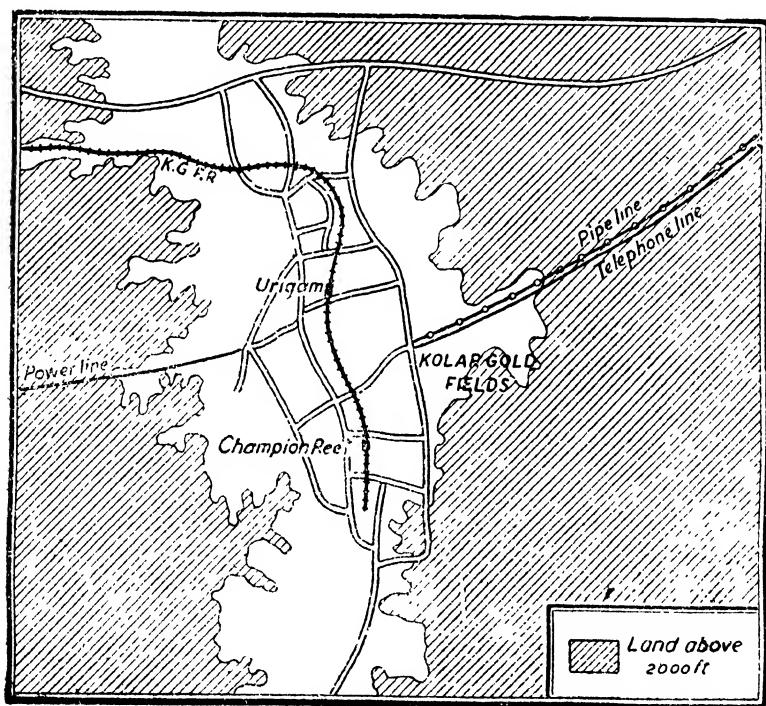 K.G.F.R
Pipe line
Telephone line
Urigam
Power line
KOLAR GOLD
FIELDS
Champion Reef
Land above
2000 ft